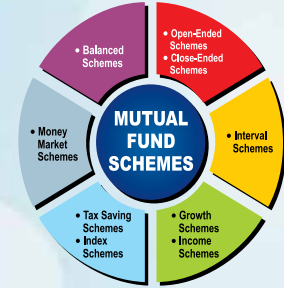 • Balanced
Schemes
• Open-Ended
Schemes
• Close-Ended
Schemes
• Money
Market
Schemes
MUTUAL
FUND
SCHEMES
• Interval
Schemes
• Tax Saving
Schemes
• Index
Schemes
• Growth
Schemes
• Income
Schemes